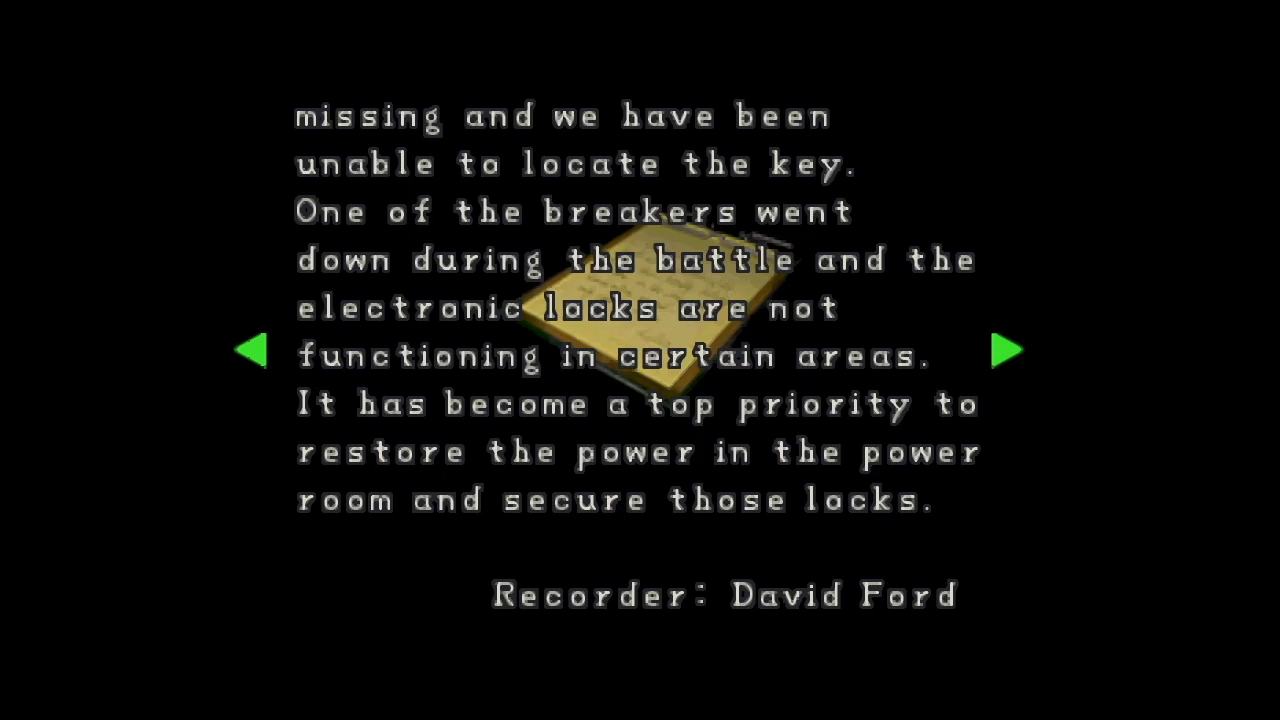 missing and we have been
unable to locate the key.
One of the breakers went
down during the battle and the
electronic locks are not
functioning in certain areas.
It has become a top priority to
restore the power in the power
room and secure those locks.
Recorder: David Ford